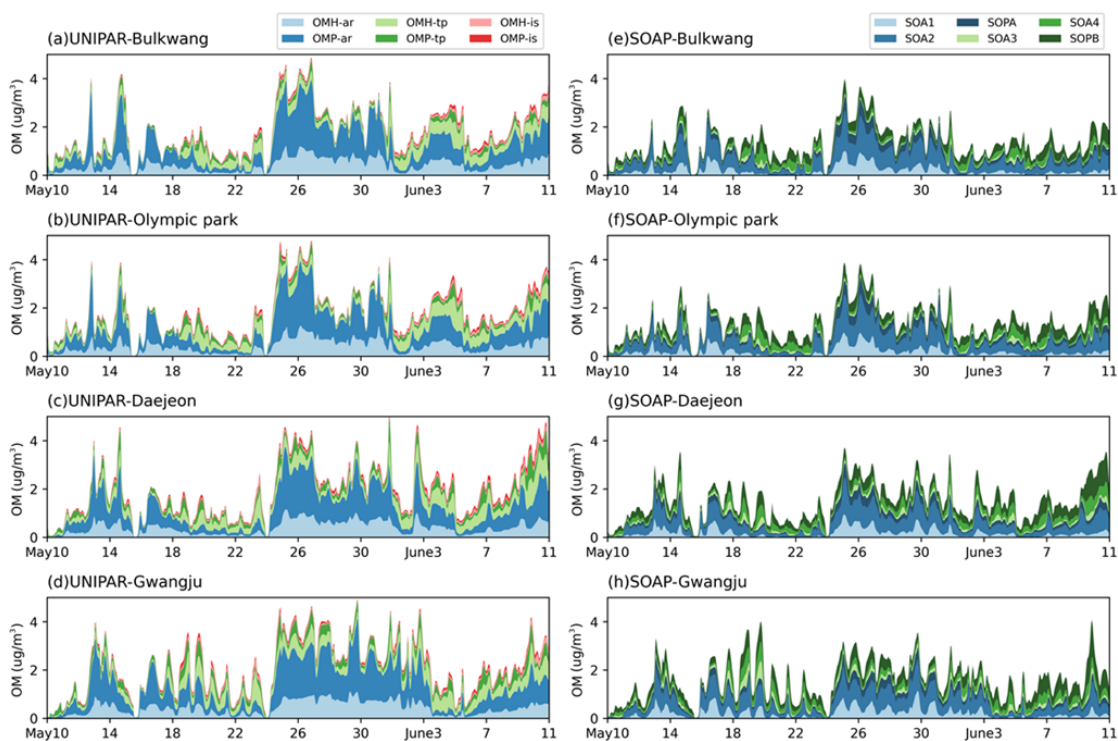 OMH-ar OMH-tp OMH-is
OMP-ar OMP-tp OMP-is
(a)UNIPAR-Bulkwang
OM (ug/m³)
4
2
0
May10 14 18 22 26 30 June3 7 11
(b)UNIPAR-Olympic park
OM (ug/m³)
4
2
0
May10 14 18 22 26 30 June3 7 11
(c)UNIPAR-Daejeon
OM (ug/m³)
4
2
0
May10 14 18 22 26 30 June3 7 11
(d)UNIPAR-Gwangju
OM (ug/m³)
4
2
0
May10 14 18 22 26 30 June3 7 11
SOA1 SOPA SOA4
SOA2 SOA3 SOPB
(e)SOAP-Bulkwang
OM (ug/m³)
4
2
0
May10 14 18 22 26 30 June3 7 11
(f)SOAP-Olympic park
OM (ug/m³)
4
2
0
May10 14 18 22 26 30 June3 7 11
(g)SOAP-Daejeon
OM (ug/m³)
4
2
0
May10 14 18 22 26 30 June3 7 11
(h)SOAP-Gwangju
OM (ug/m³)
4
2
0
May10 14 18 22 26 30 June3 7 11